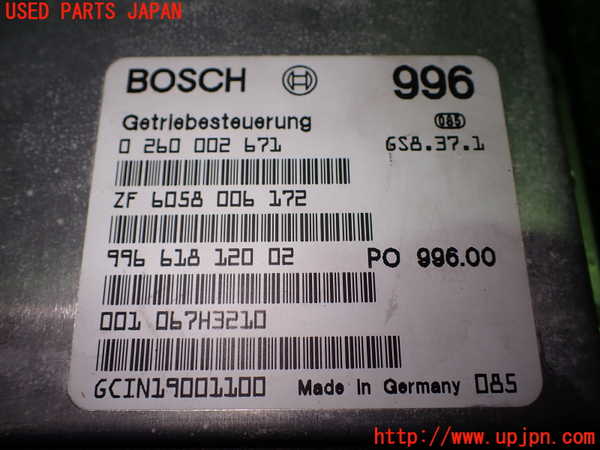 USED PARTS JAPAN
BOSCH 996
Getriebesteuerung 085
0 260 002 671 GS8.37.1
ZF 6058 006 172
996 618 120 02 PO 996.00
001 067H3210
GCIN19001100 Made in Germany 085
http://www.upjpn.com